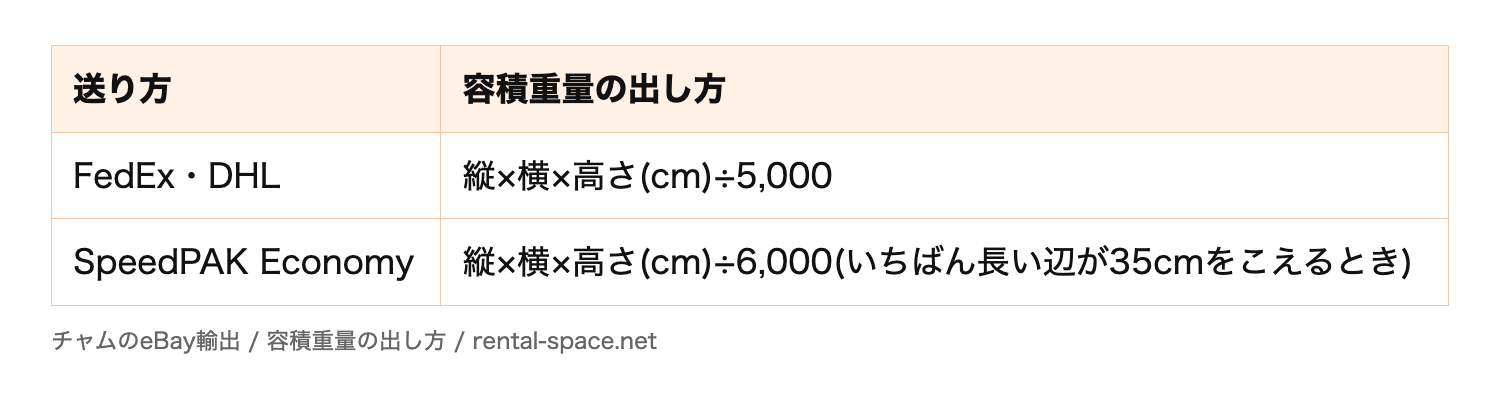 送り方 容積重量の出し方
FedEx・DHL 縦×横×高さ(cm)÷5,000
SpeedPAK Economy 縦×横×高さ(cm)÷6,000(いちばん長い辺が35cmをこえるとき)
チャムのeBay輸出 / 容積重量の出し方 / rental-space.net